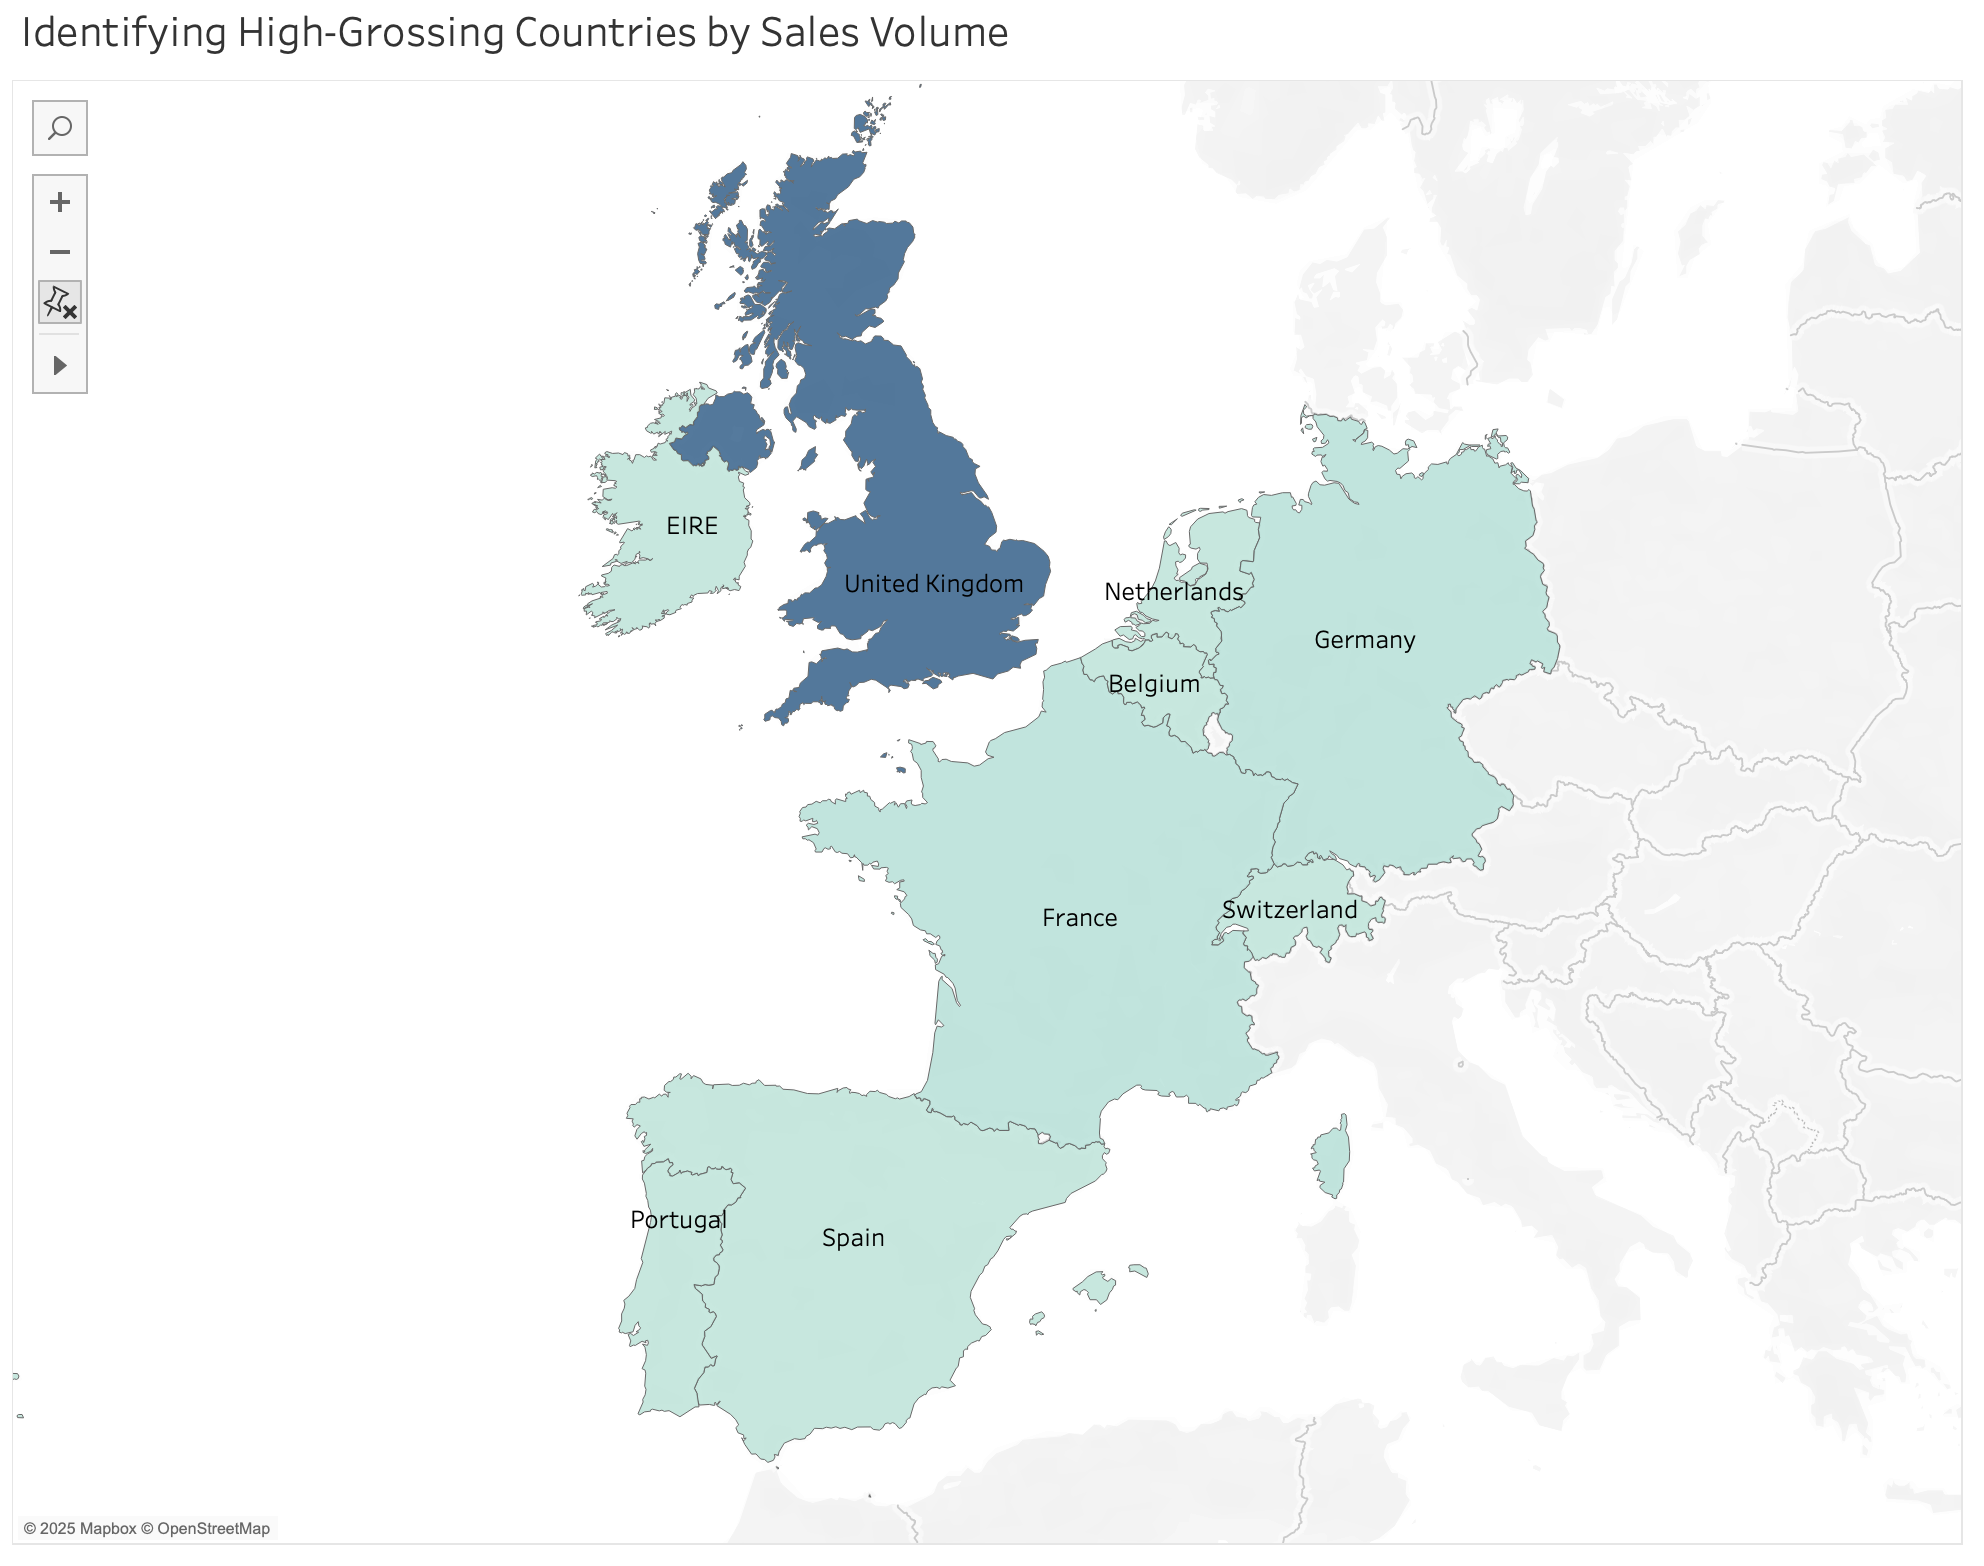 Identifying High-Grossing Countries by Sales Volume
EIRE
United Kingdom
Netherlands
Germany
Belgium
France
Switzerland
Portugal
Spain
© 2025 Mapbox © OpenStreetMap